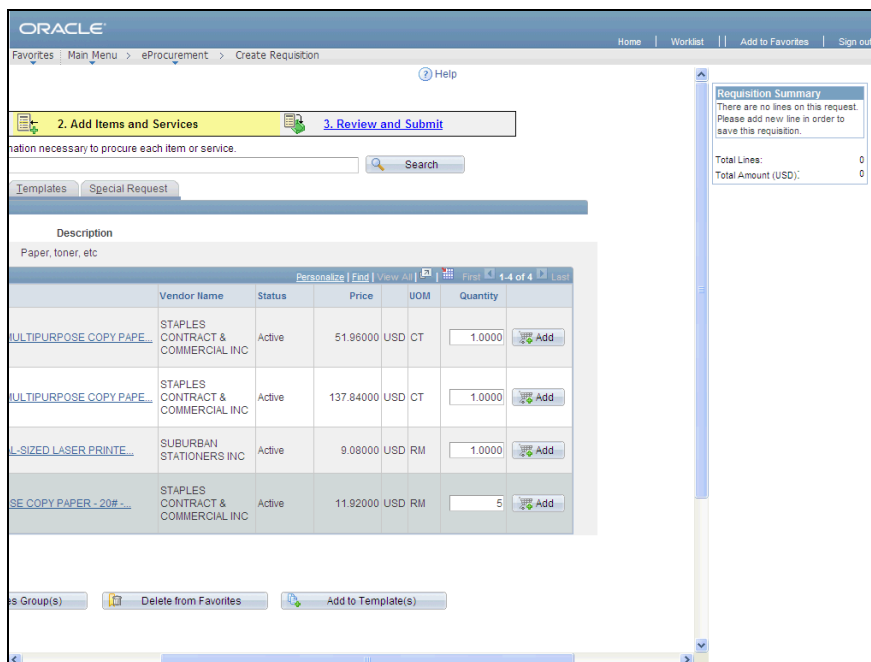 ORACLE
Home | Worklist | | Add to Favorites | Sign out
Favorites Main Menu > eProcurement > Create Requisition
? Help
2. Add Items and Services
3. Review and Submit
nation necessary to procure each item or service.
Search
Templates Special Request
Description
Paper, toner, etc
Personalize | Find | View All | | First 1-4 of 4 Last
Vendor Name Status Price UOM Quantity
MULTIPURPOSE COPY PAPE... STAPLES CONTRACT & COMMERCIAL INC Active 51.96000 USD CT 1.0000 Add
ULTIPURPOSE COPY PAPE... STAPLES CONTRACT & COMMERCIAL INC Active 137.84000 USD CT 1.0000 Add
L-SIZED LASER PRINTE... SUBURBAN STATIONERS INC Active 9.08000 USD RM 1.0000 Add
SE COPY PAPER - 20# -... STAPLES CONTRACT & COMMERCIAL INC Active 11.92000 USD RM 5 Add
es Group(s) Delete from Favorites Add to Template(s)
Requisition Summary
There are no lines on this request.
Please add new line in order to
save this requisition.
Total Lines: 0
Total Amount (USD): 0